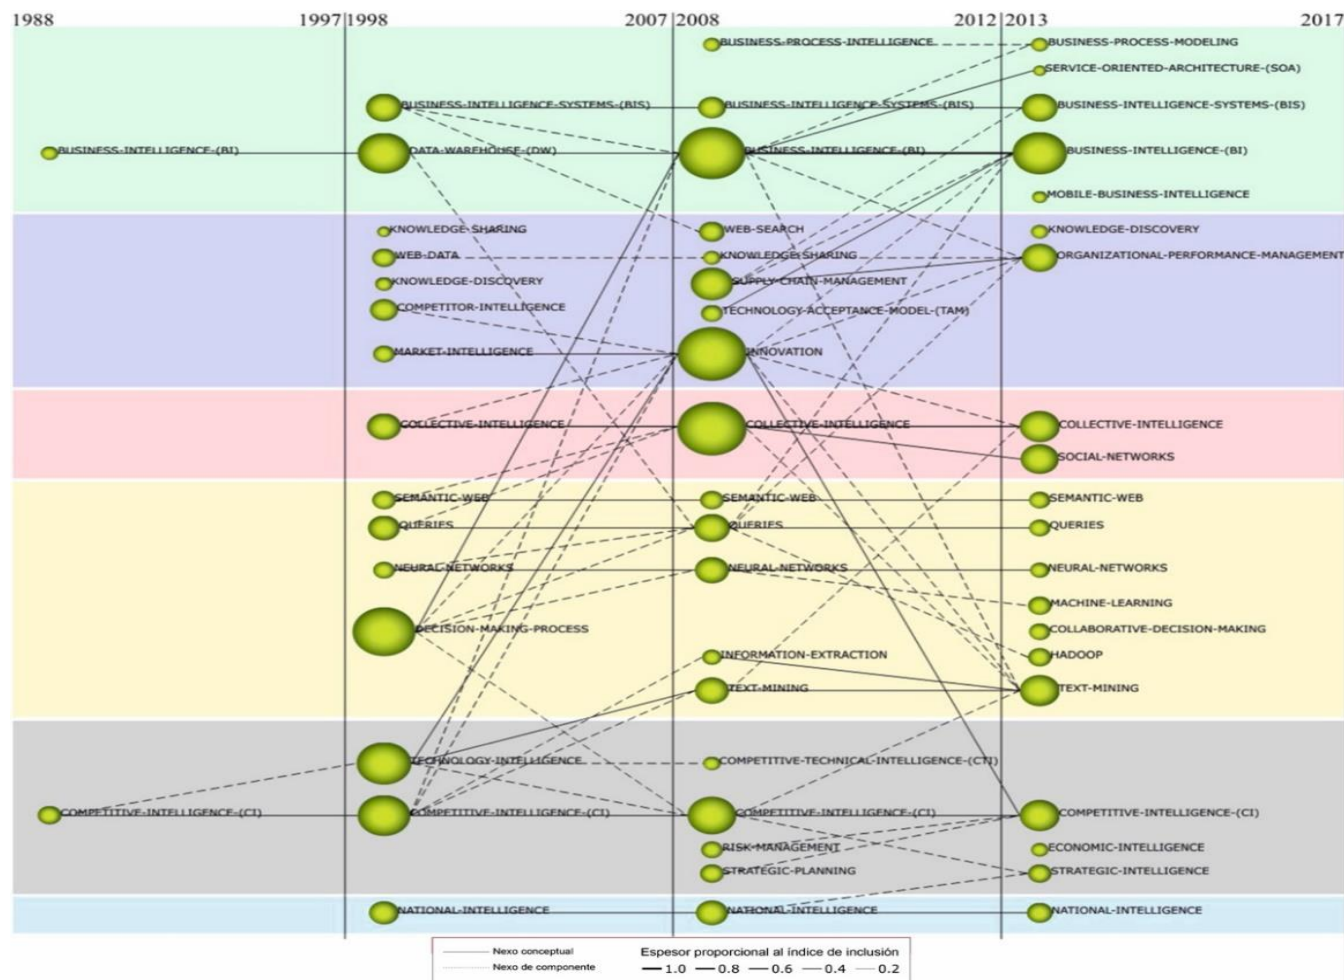 1988 1997 1998 2007 2008 2012 2013 2017
BUSINESS-PROCESS-INTELLIGENCE BUSINESS-PROCESS-MODELING
SERVICE-ORIENTED-ARCHITECTURE-(SOA)
BUSINESS-INTELLIGENCE-SYSTEMS-(BIS) BUSINESS-INTELLIGENCE-SYSTEMS-(BIS) BUSINESS-INTELLIGENCE-SYSTEMS-(BIS)
BUSINESS-INTELLIGENCE-(BI) DATA-WAREHOUSE-(DW) BUSINESS-INTELLIGENCE-(BI) BUSINESS-INTELLIGENCE-(BI)
MOBILE-BUSINESS-INTELLIGENCE
KNOWLEDGE-SHARING WEB-SEARCH KNOWLEDGE-DISCOVERY
WEB-DATA KNOWLEDGE-SHARING ORGANIZATIONAL-PERFORMANCE-MANAGEMENT
KNOWLEDGE-DISCOVERY SUPPLY-CHAIN-MANAGEMENT
COMPETITOR-INTELLIGENCE TECHNOLOGY-ACCEPTANCE-MODEL-(TAM)
MARKET-INTELLIGENCE INNOVATION
COLLECTIVE-INTELLIGENCE COLLECTIVE-INTELLIGENCE COLLECTIVE-INTELLIGENCE
SOCIAL-NETWORKS
SEMANTIC-WEB SEMANTIC-WEB SEMANTIC-WEB
QUERIES QUERIES QUERIES
NEURAL-NETWORKS NEURAL-NETWORKS NEURAL-NETWORKS
MACHINE-LEARNING
DECISION-MAKING-PROCESS COLLABORATIVE-DECISION-MAKING
INFORMATION-EXTRACTION HADOOP
TEXT-MINING TEXT-MINING
TECHNOLOGY-INTELLIGENCE COMPETITIVE-TECHNICAL-INTELLIGENCE-(CTI)
COMPETITIVE-INTELLIGENCE-(CI) COMPETITIVE-INTELLIGENCE-(CI) COMPETITIVE-INTELLIGENCE-(CI) COMPETITIVE-INTELLIGENCE-(CI)
RISK-MANAGEMENT ECONOMIC-INTELLIGENCE
STRATEGIC-PLANNING STRATEGIC-INTELLIGENCE
NATIONAL-INTELLIGENCE NATIONAL-INTELLIGENCE NATIONAL-INTELLIGENCE
Nexo conceptual Espesor proporcional al índice de inclusión
Nexo de componente 1.0 0.8 0.6 0.4 0.2